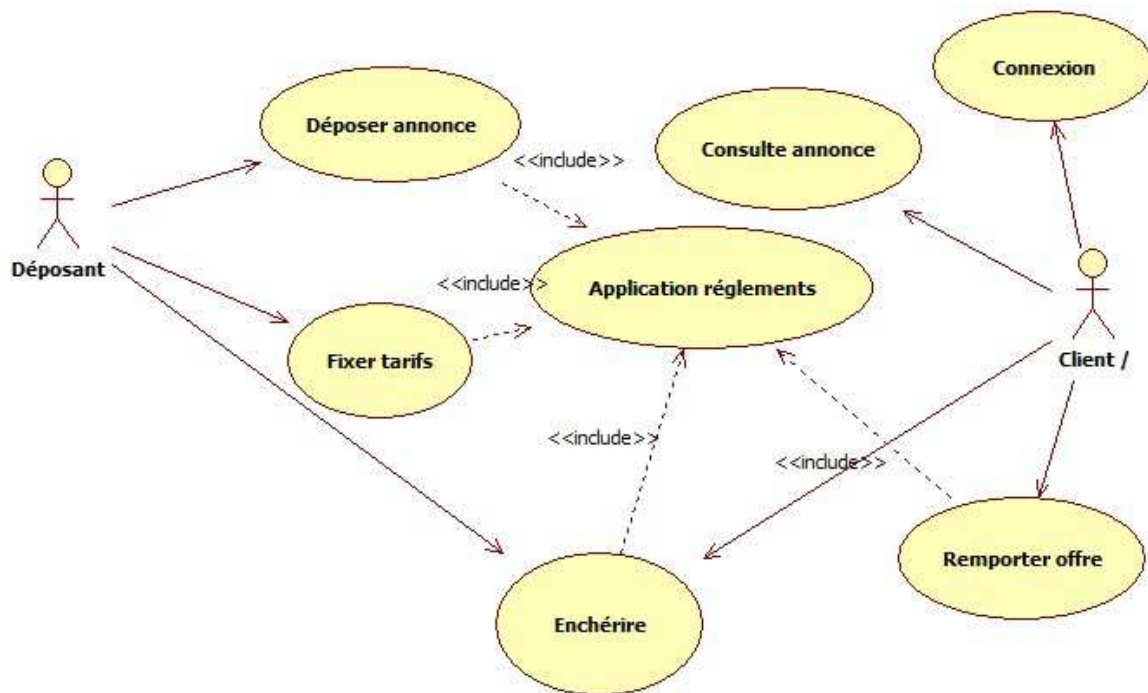 Connexion
Déposer annonce
Consulte annonce
<<include>>
Déposant
<<include>>
Application réglements
Fixer tarifs
Client /
<<include>>
<<include>>
Remporter offre
Enchérire